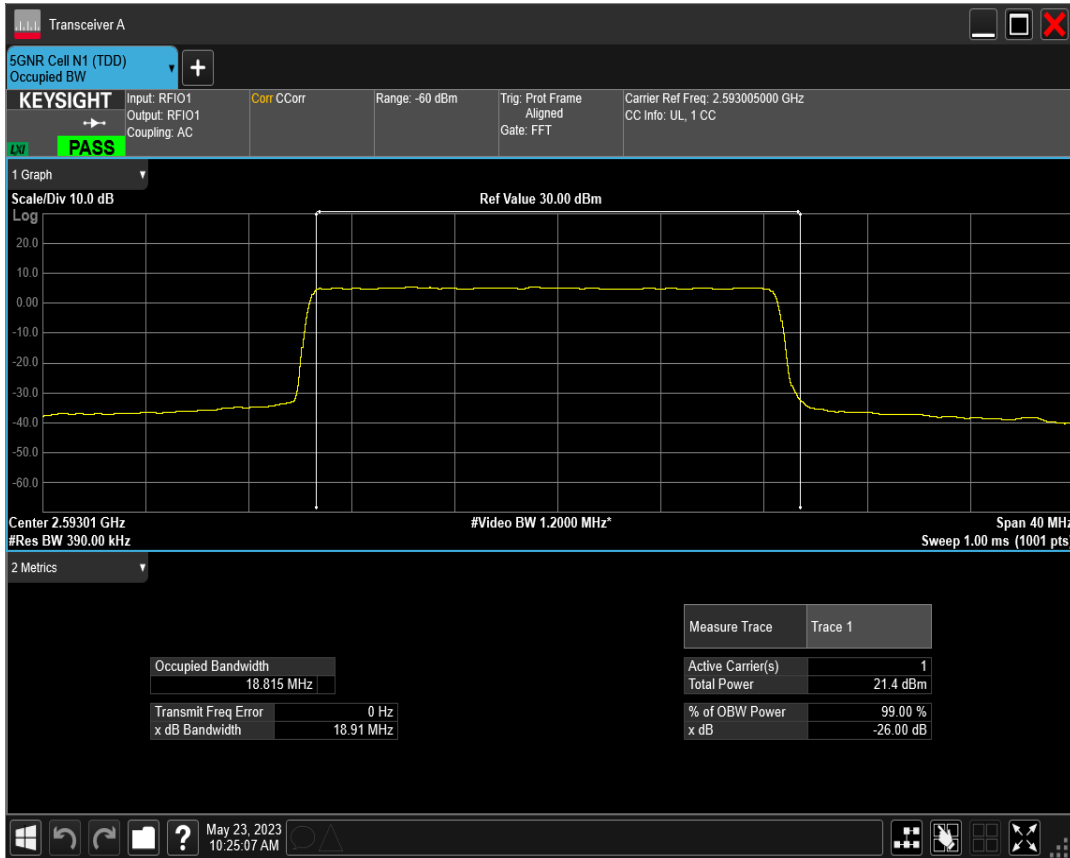 Transceiver A
5GNR Cell N1 (TDD)
Occupied BW
+
KEYSIGHT
LXI
PASS
Input: RFIO1
Output: RFIO1
Coupling: AC
Corr CCorr
Range: -60 dBm
Trig: Prot Frame
Aligned
Gate: FFT
Carrier Ref Freq: 2.593005000 GHz
CC Info: UL, 1 CC
1 Graph
Scale/Div 10.0 dB
Ref Value 30.00 dBm
Log
20.0
10.0
0.00
-10.0
-20.0
-30.0
-40.0
-50.0
-60.0
Center 2.59301 GHz
#Video BW 1.2000 MHz*
Span 40 MHz
#Res BW 390.00 kHz
Sweep 1.00 ms (1001 pts)
2 Metrics
Measure Trace Trace 1
Occupied Bandwidth
18.815 MHz
Active Carrier(s) 1
Total Power 21.4 dBm
Transmit Freq Error 0 Hz
x dB Bandwidth 18.91 MHz
% of OBW Power 99.00 %
x dB -26.00 dB
?
May 23, 2023
10:25:07 AM